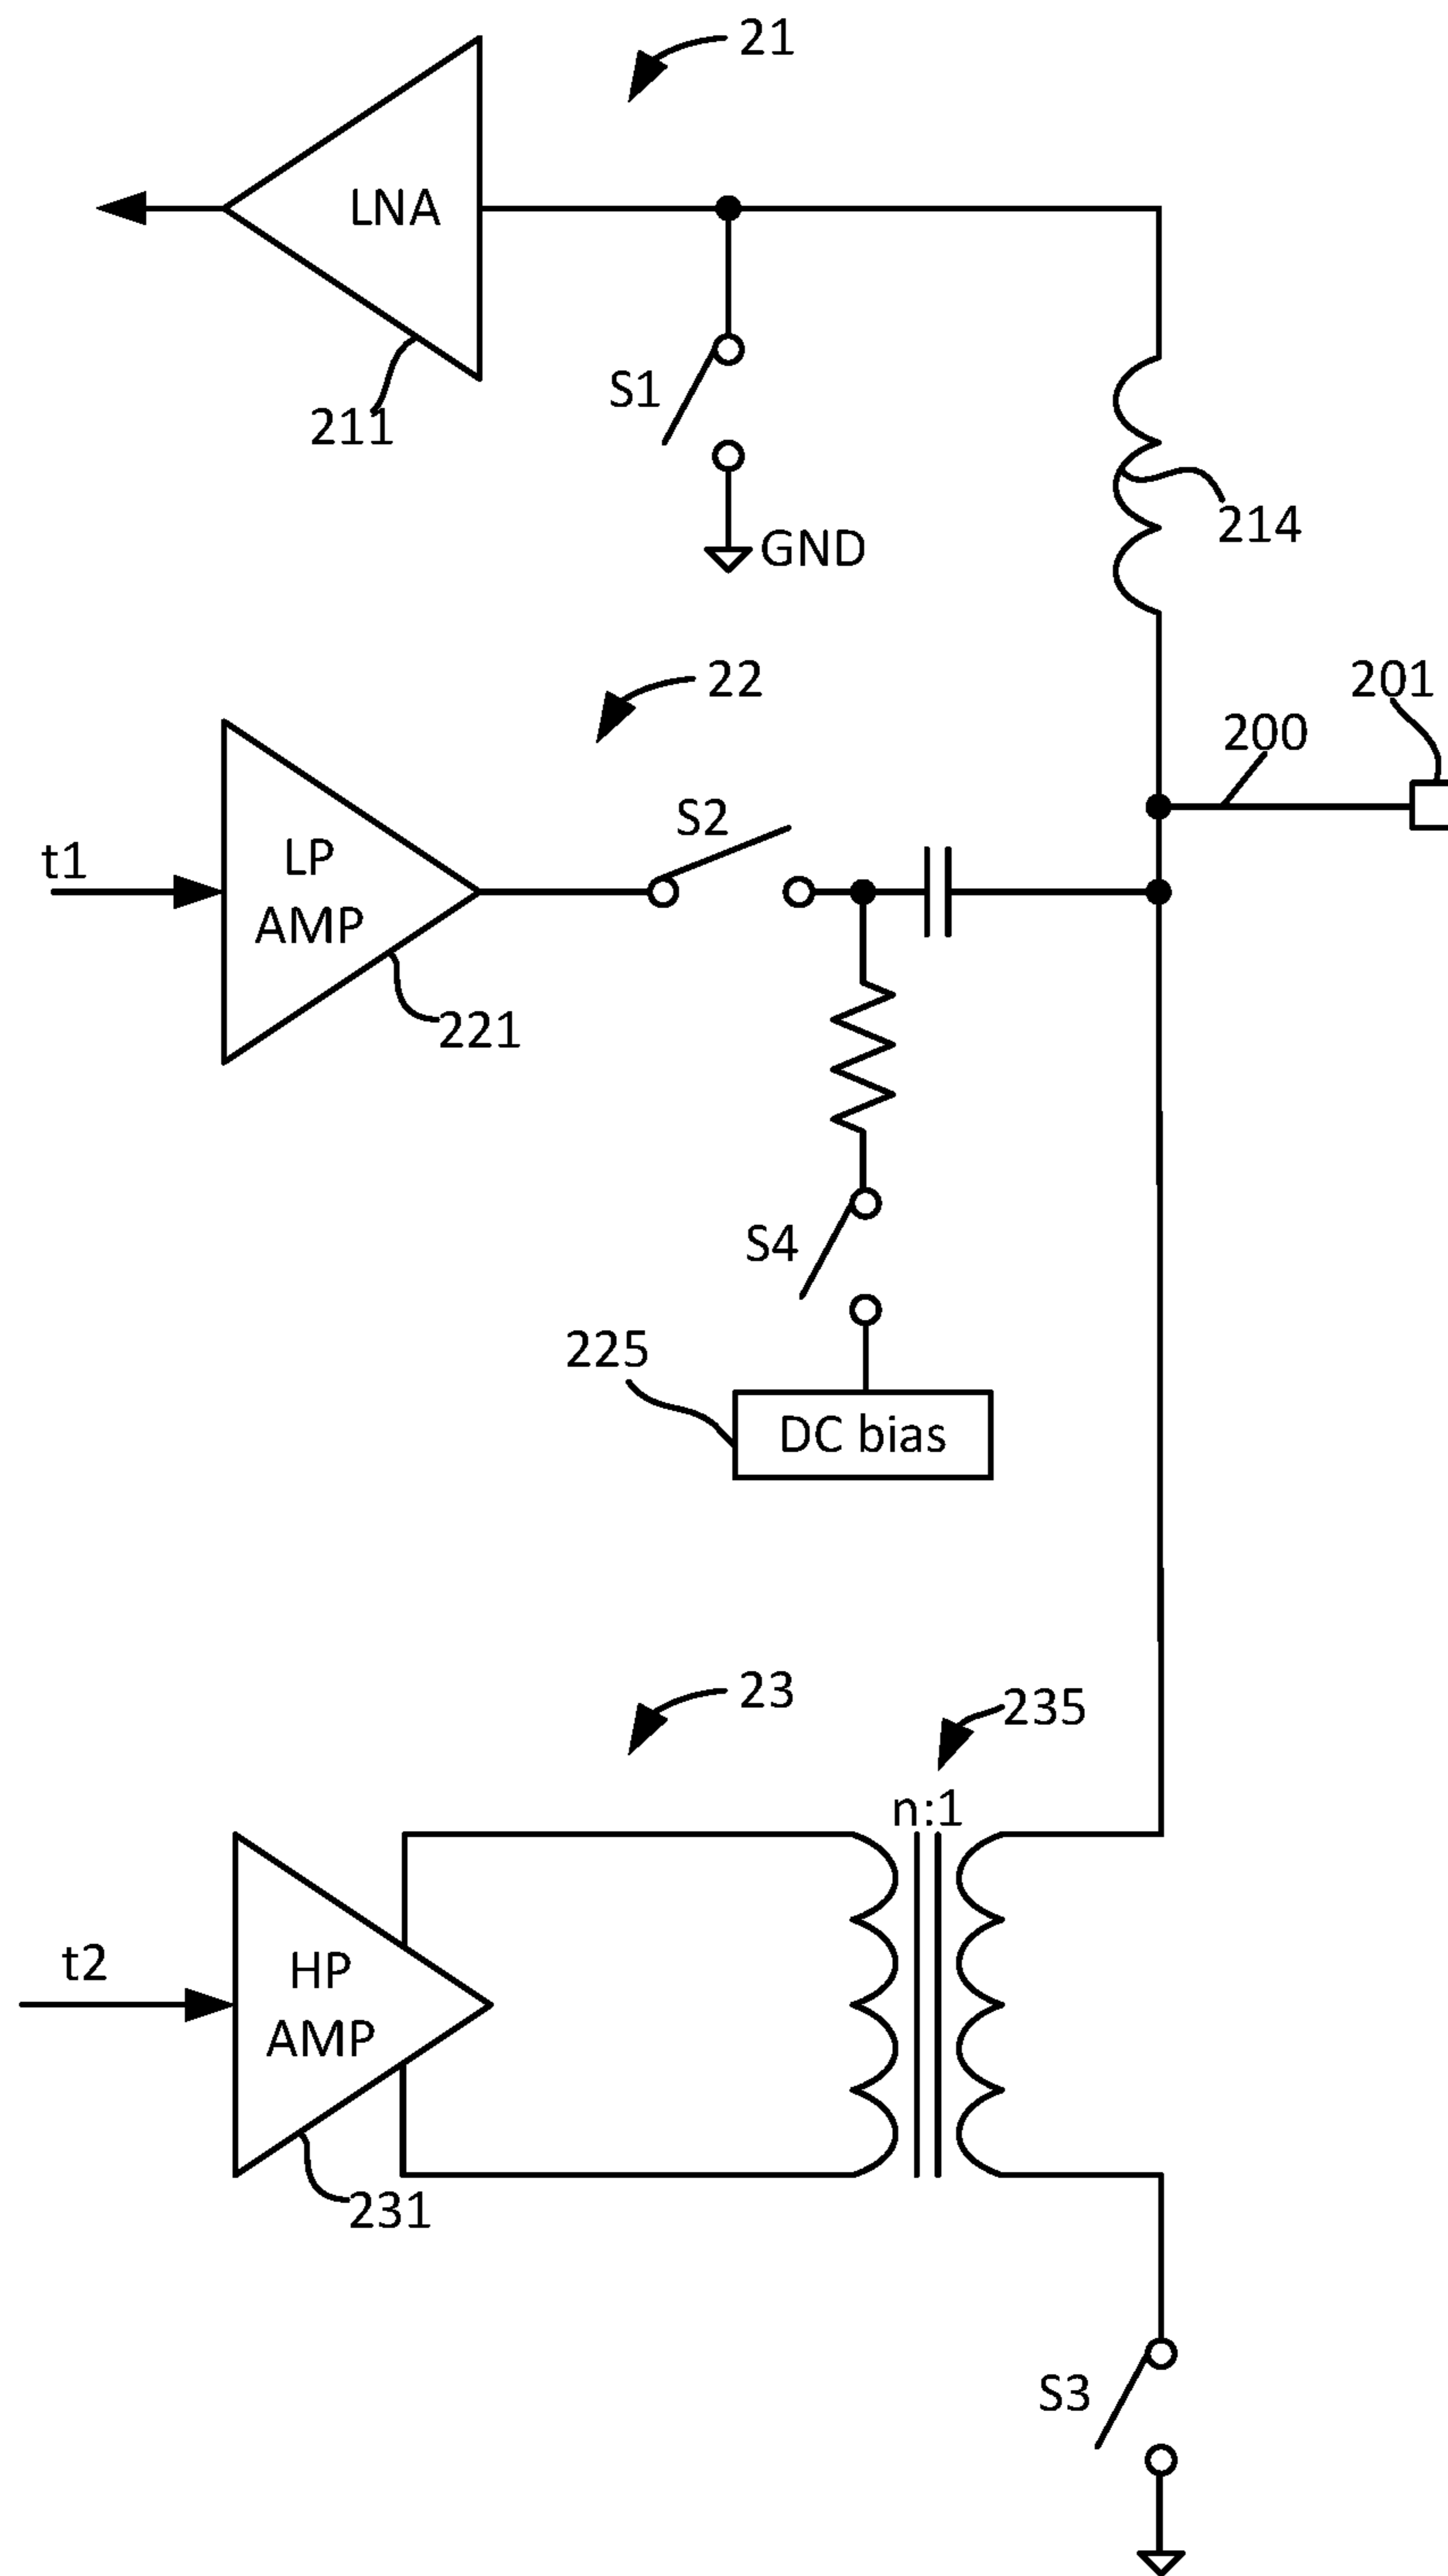 21
LNA
S1
211
214
GND
22
201
200
S2
LP
AMP
t1
221
S4
225
DC bias
23
235
n:1
t2
HP
AMP
231
S3